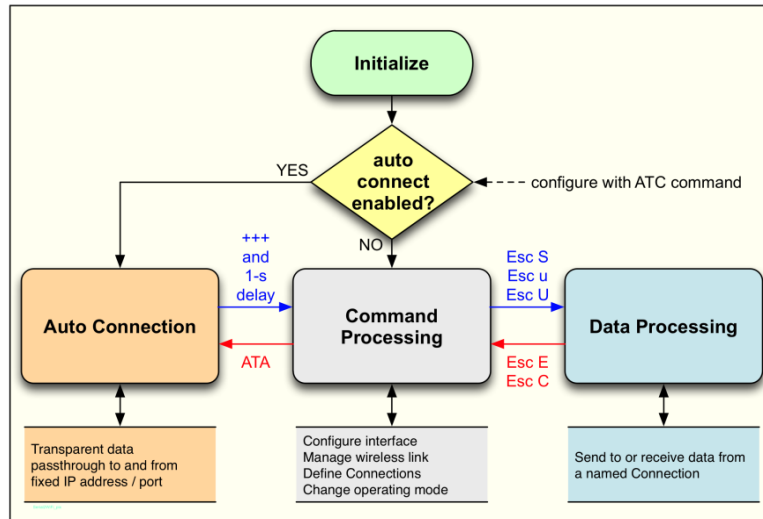 Initialize
auto
connect
enabled?
YES
configure with ATC command
NO
+++
and
1-s
delay
Esc S
Esc u
Esc U
Auto Connection
Command
Processing
Data Processing
ATA
Esc E
Esc C
Transparent data
passthrough to and from
fixed IP address / port
Configure interface
Manage wireless link
Define Connections
Change operating mode
Send to or receive data from
a named Connection